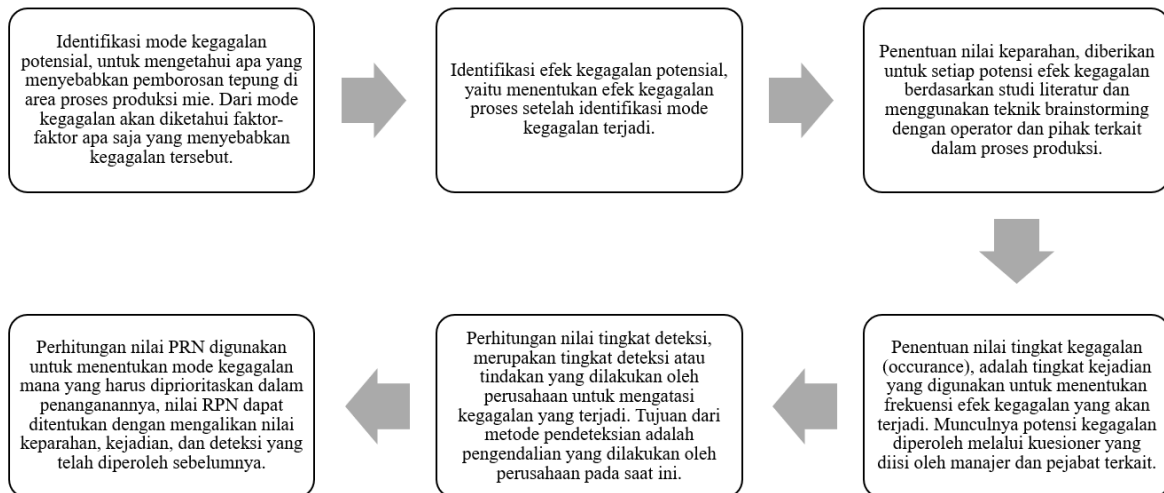 Identifikasi mode kegagalan
potensial, untuk mengetahui apa yang
menyebabkan pemborosan tepung di
area proses produksi mie. Dari mode
kegagalan akan diketahui faktor-
faktor apa saja yang menyebabkan
kegagalan tersebut.
Identifikasi efek kegagalan potensial,
yaitu menentukan efek kegagalan
proses setelah identifikasi mode
kegagalan terjadi.
Penentuan nilai keparahan, diberikan
untuk setiap potensi efek kegagalan
berdasarkan studi literatur dan
menggunakan teknik brainstorming
dengan operator dan pihak terkait
dalam proses produksi.
Penentuan nilai tingkat kegagalan
(occurance), adalah tingkat kejadian
yang digunakan untuk menentukan
frekuensi efek kegagalan yang akan
terjadi. Munculnya potensi kegagalan
diperoleh melalui kuesioner yang
diisi oleh manajer dan pejabat terkait.
Perhitungan nilai tingkat deteksi,
merupakan tingkat deteksi atau
tindakan yang dilakukan oleh
perusahaan untuk mengatasi
kegagalan yang terjadi. Tujuan dari
metode pendeteksian adalah
pengendalian yang dilakukan oleh
perusahaan pada saat ini.
Perhitungan nilai PRN digunakan
untuk menentukan mode kegagalan
mana yang harus diprioritaskan dalam
penanganannya, nilai RPN dapat
ditentukan dengan mengalikan nilai
keparahan, kejadian, dan deteksi yang
telah diperoleh sebelumnya.